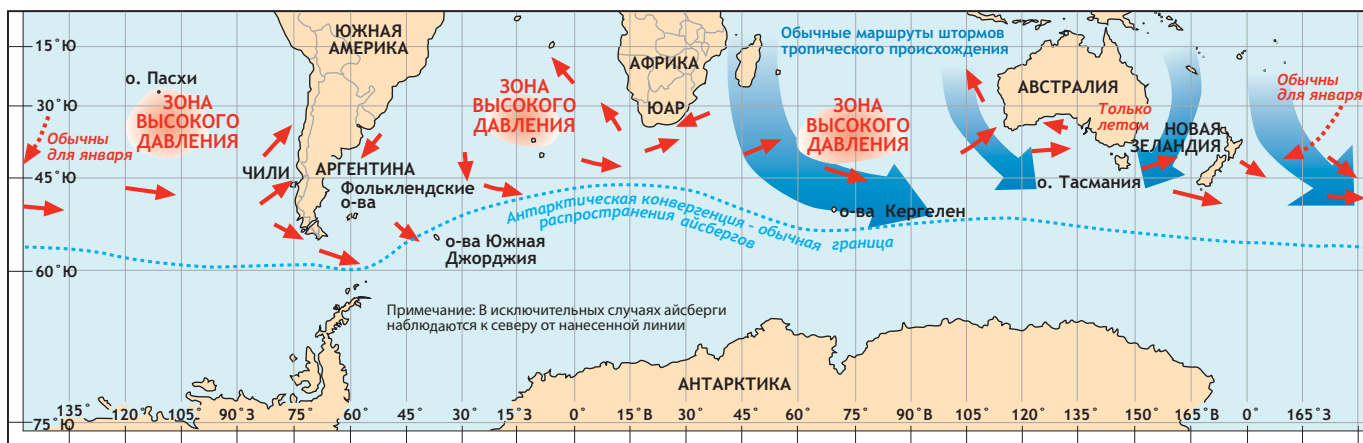 15˚Ю
30˚Ю
45˚Ю
60˚Ю
75˚Ю
о. Пасхи
ЗОНА
ВЫСОКОГО
ДАВЛЕНИЯ
Обычны
для января
ЮЖНАЯ
АМЕРИКА
ЧИЛИ
АРГЕНТИНА
Фольклендские
о-ва
о-ва Южная
Джорджия
ЗОНА
ВЫСОКОГО
ДАВЛЕНИЯ
АФРИКА
ЮАР
Обычные маршруты штормов
тропического происхождения
ЗОНА
ВЫСОКОГО
ДАВЛЕНИЯ
о-ва Кергелен
АВСТРАЛИЯ
Только
летом
о. Тасмания
НОВАЯ
ЗЕЛАНДИЯ
Обычны
для января
Антарктическая конвергенция - обычная граница
распространения айсбергов
Примечание: В исключительных случаях айсберги
наблюдаются к северу от нанесенной линии
АНТАРКТИКА
135˚ 120˚ 105˚ 90˚З 75˚ 60˚ 45˚ 30˚ 15˚З 0˚ 15˚В 30˚ 45˚ 60˚ 75˚ 90˚В 105˚ 120˚ 135˚ 150˚ 165˚В 0˚ 165˚З